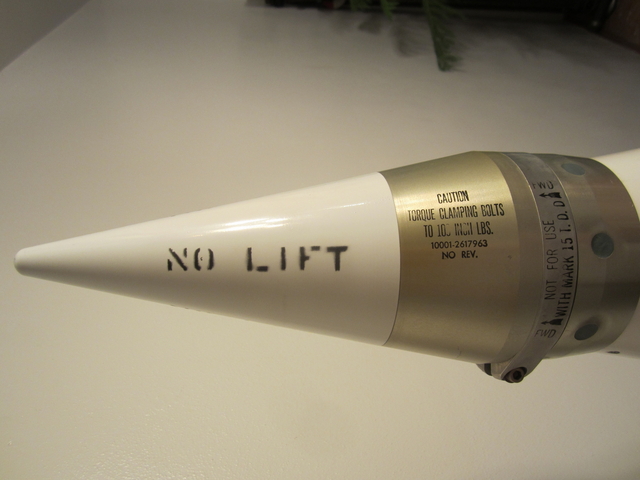 NO LIFT
CAUTION
TORQUE CLAMPING BOLTS
TO INCH LBS.
10001-2617963
NO REV.
FWD
NOT FOR USE
WITH MARK 15 T. D. D
FWD